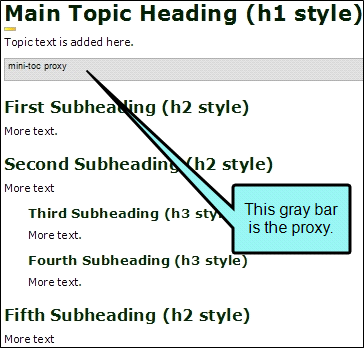 Main Topic Heading (h1 style)
Topic text is added here.
mini-toc proxy
First Subheading (h2 style)
More text.
Second Subheading (h2 style)
More text
Third Subheading (h3 style)
More text.
Fourth Subheading (h3 style)
More text.
This gray bar
is the proxy.
Fifth Subheading (h2 style)
More text